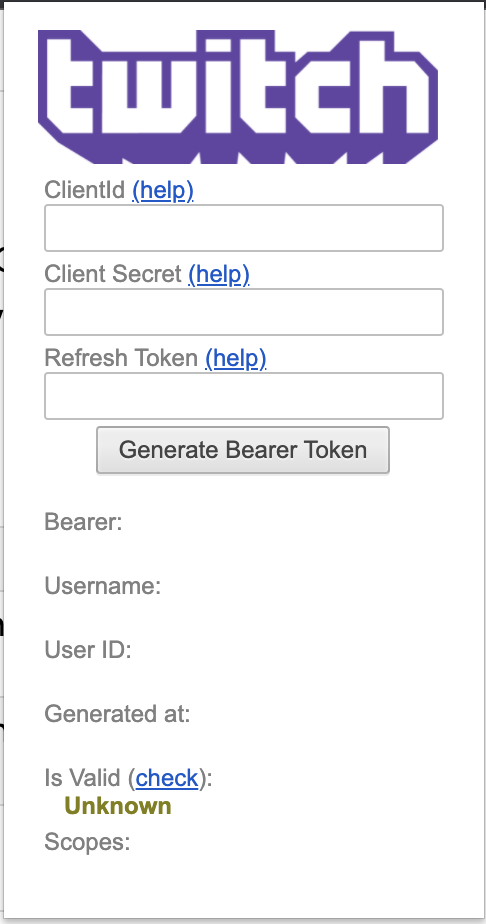 twitch
ClientId (help)
Client Secret (help)
Refresh Token (help)
Generate Bearer Token
Bearer:
Username:
User ID:
Generated at:
Is Valid (check):
Unknown
Scopes: